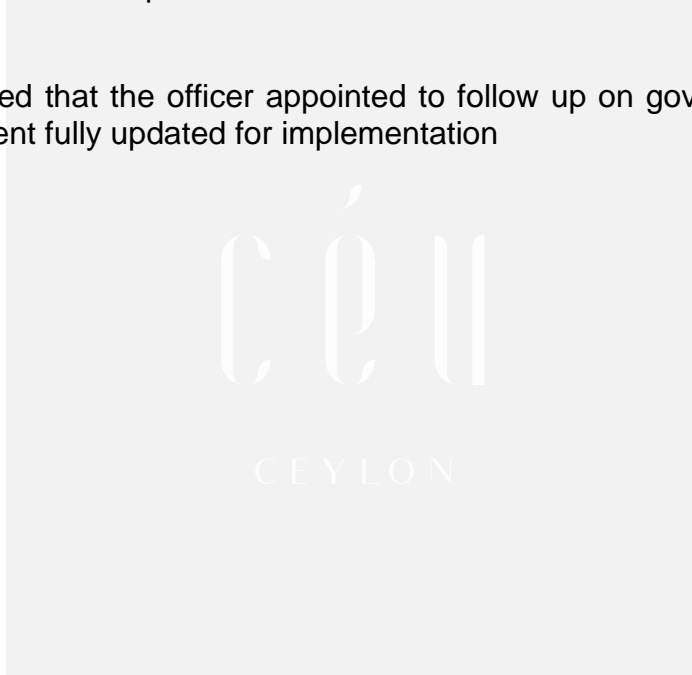 ed that the officer appointed to follow up on gov
ent fully updated for implementation
céu
CEYLON